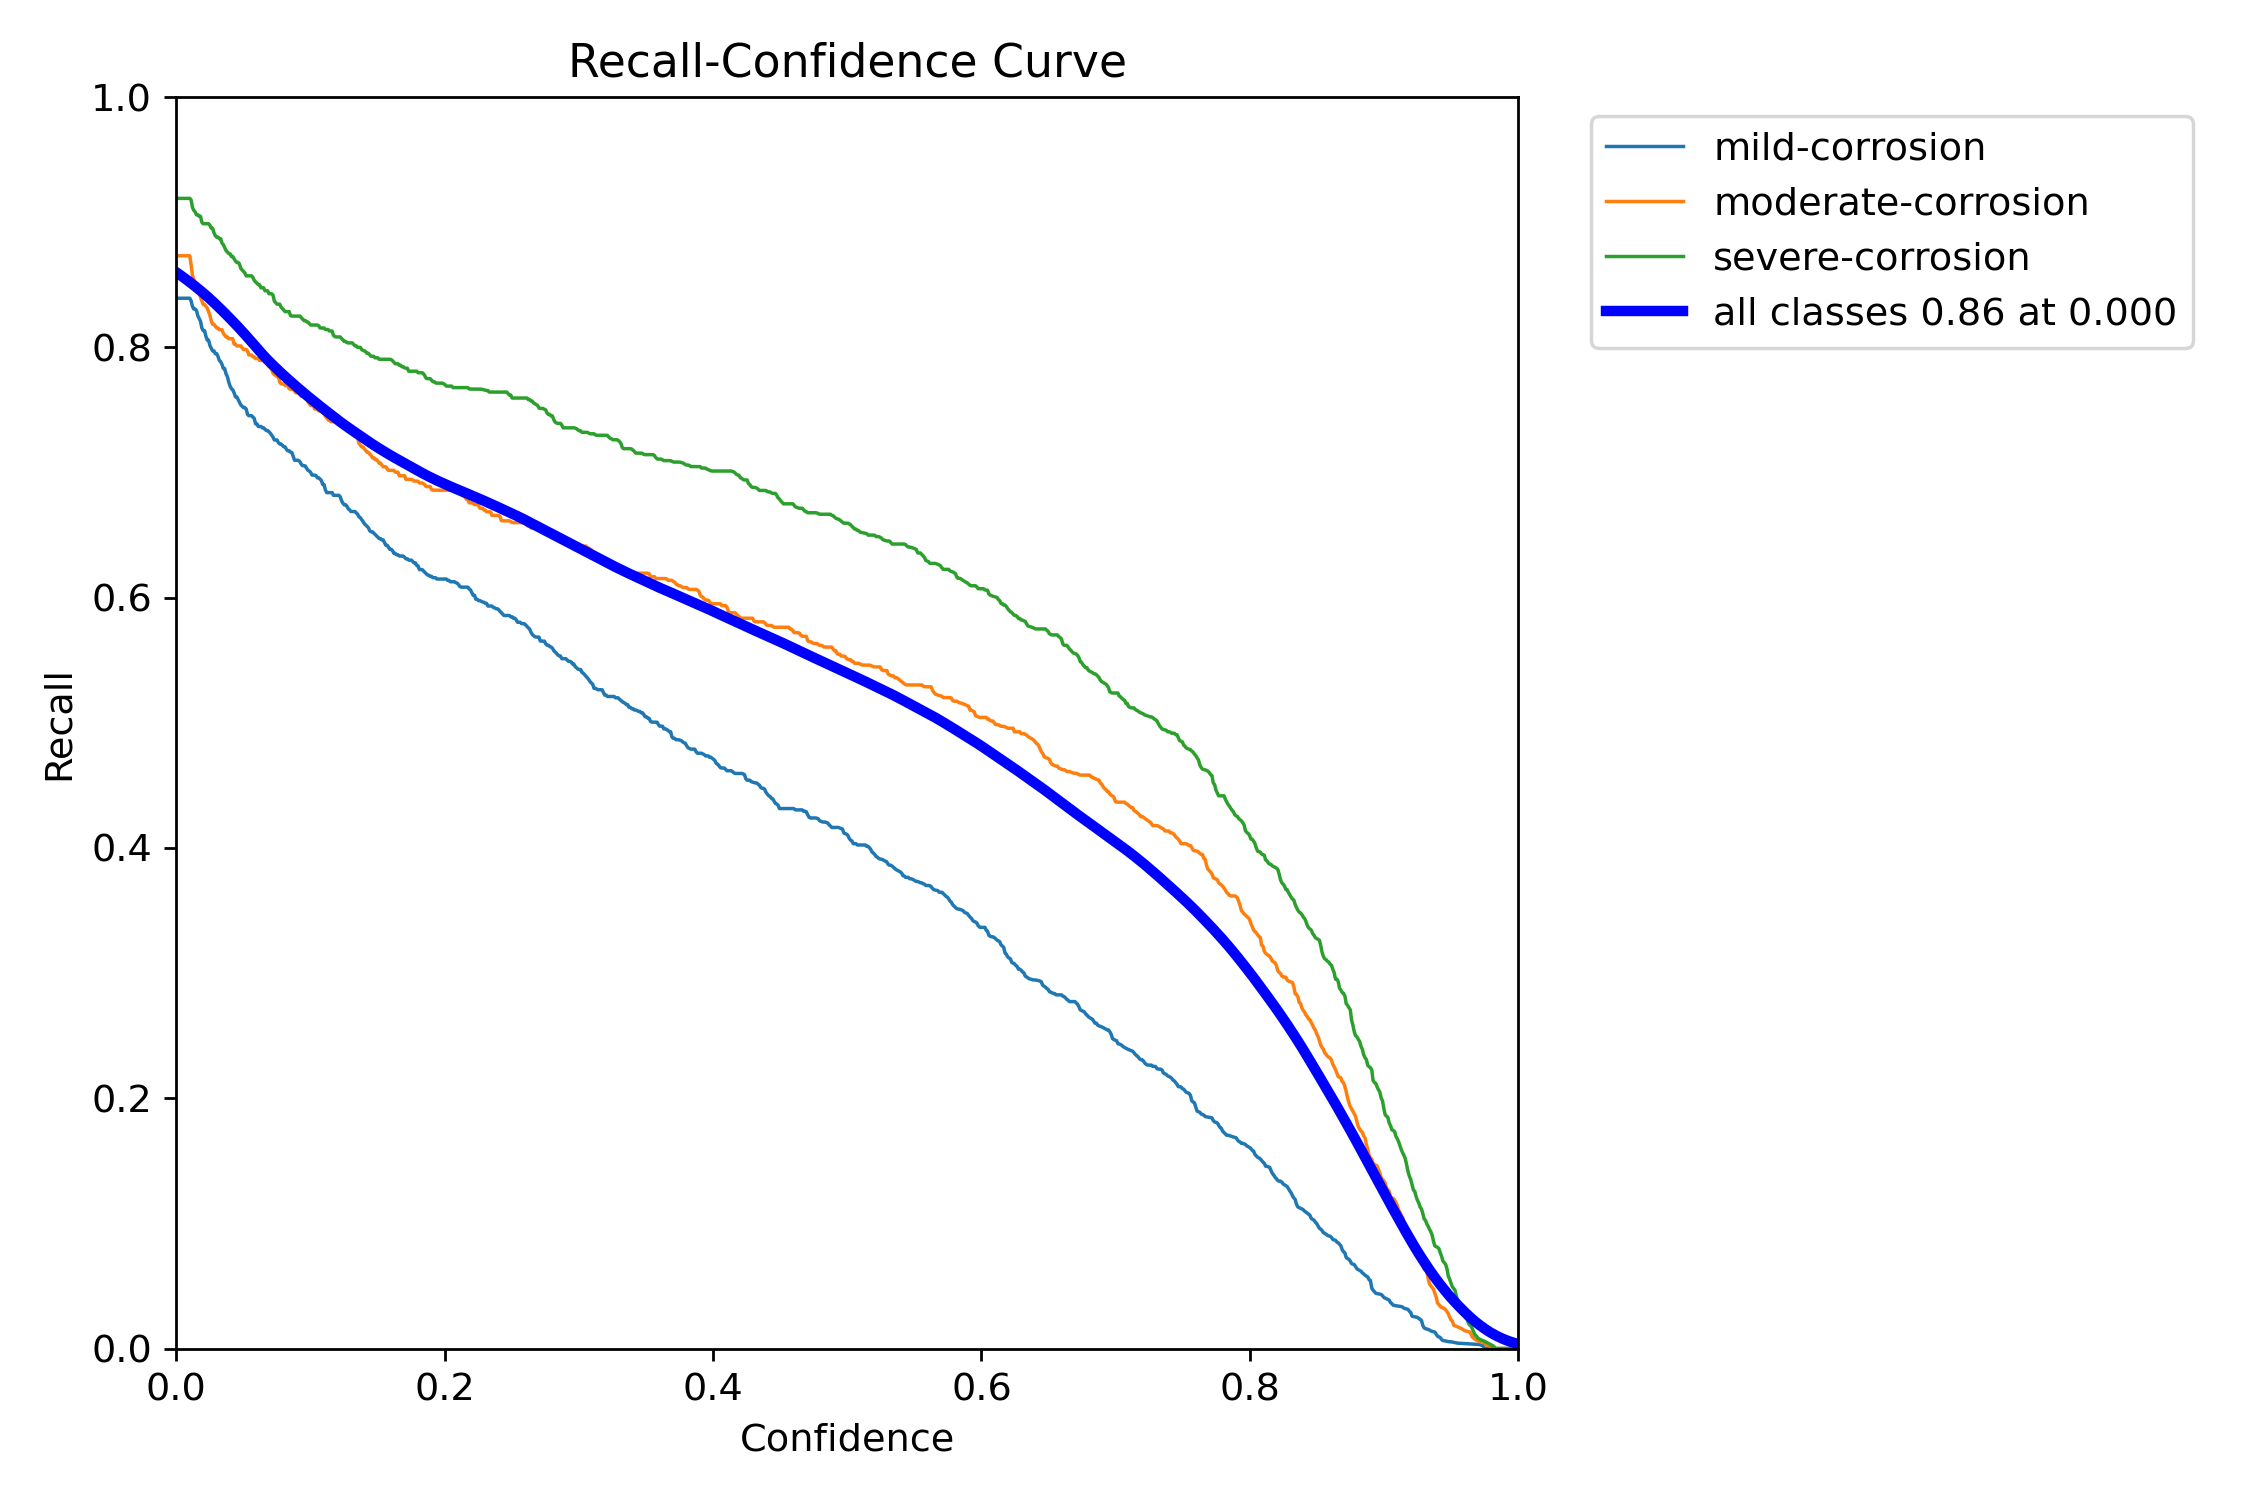 Recall-Confidence Curve
1.0
0.8
0.6
0.4
0.2
0.0
Recall
0.0 0.2 0.4 0.6 0.8 1.0
Confidence
mild-corrosion
moderate-corrosion
severe-corrosion
all classes 0.86 at 0.000